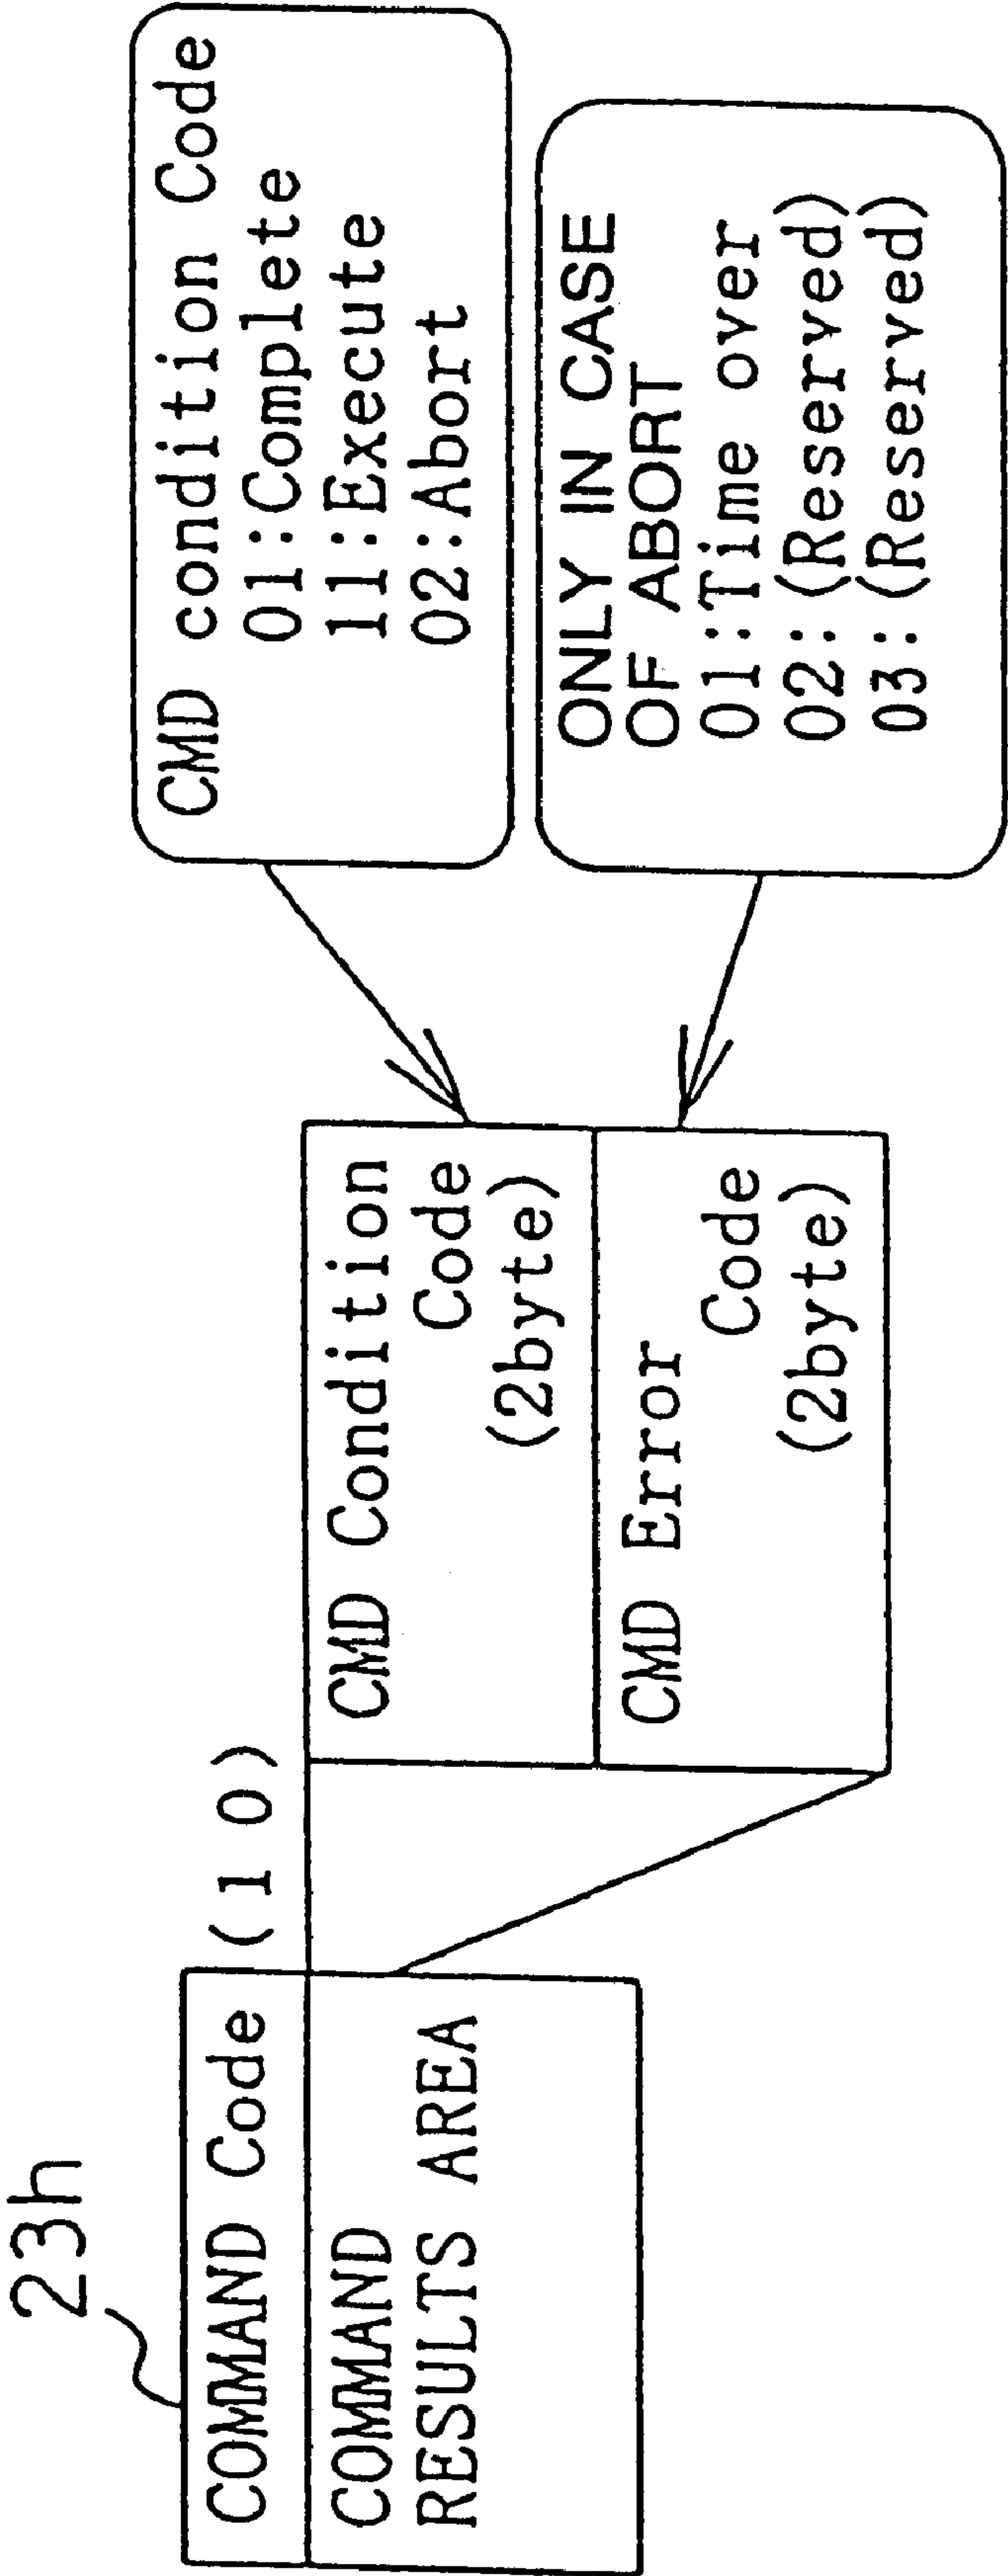 23h
COMMAND Code
(10)
COMMAND
RESULTS AREA
CMD Condition
Code
(2byte)
CMD Error
Code
(2byte)
CMD condition Code
01:Complete
11:Execute
02:Abort
ONLY IN CASE
OF ABORT
01:Time over
02:(Reserved)
03:(Reserved)